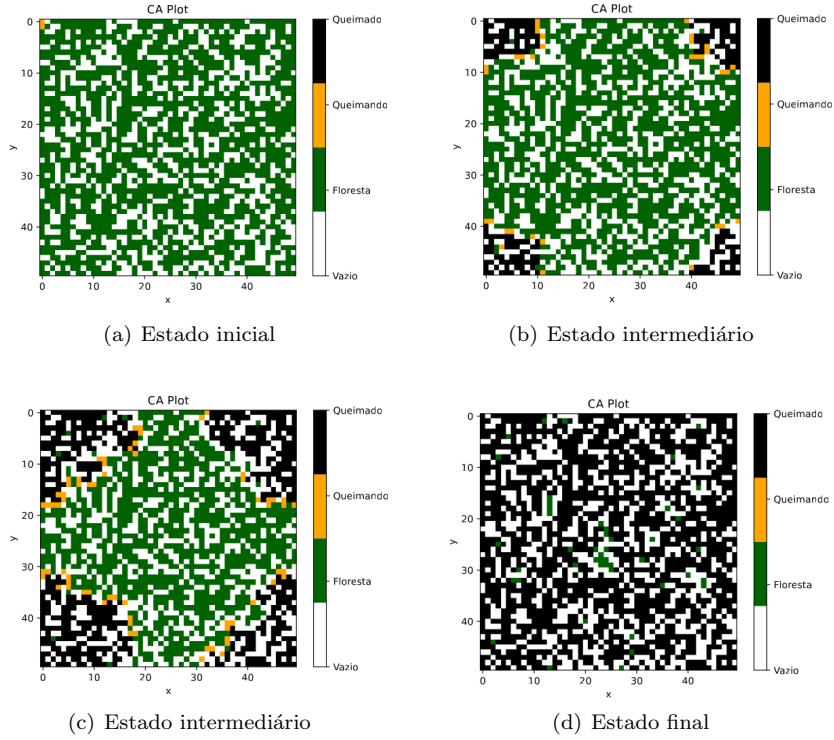 CA Plot
0
10
20
30
40
y
0
10
20
30
40
x
Queimado
Queimando
Floresta
Vazio
(a) Estado inicial
CA Plot
0
10
20
30
40
y
0
10
20
30
40
x
Queimado
Queimando
Floresta
Vazio
(b) Estado intermediário
CA Plot
0
10
20
30
40
y
0
10
20
30
40
x
Queimado
Queimando
Floresta
Vazio
(c) Estado intermediário
CA Plot
0
10
20
30
40
y
0
10
20
30
40
x
Queimado
Queimando
Floresta
Vazio
(d) Estado final